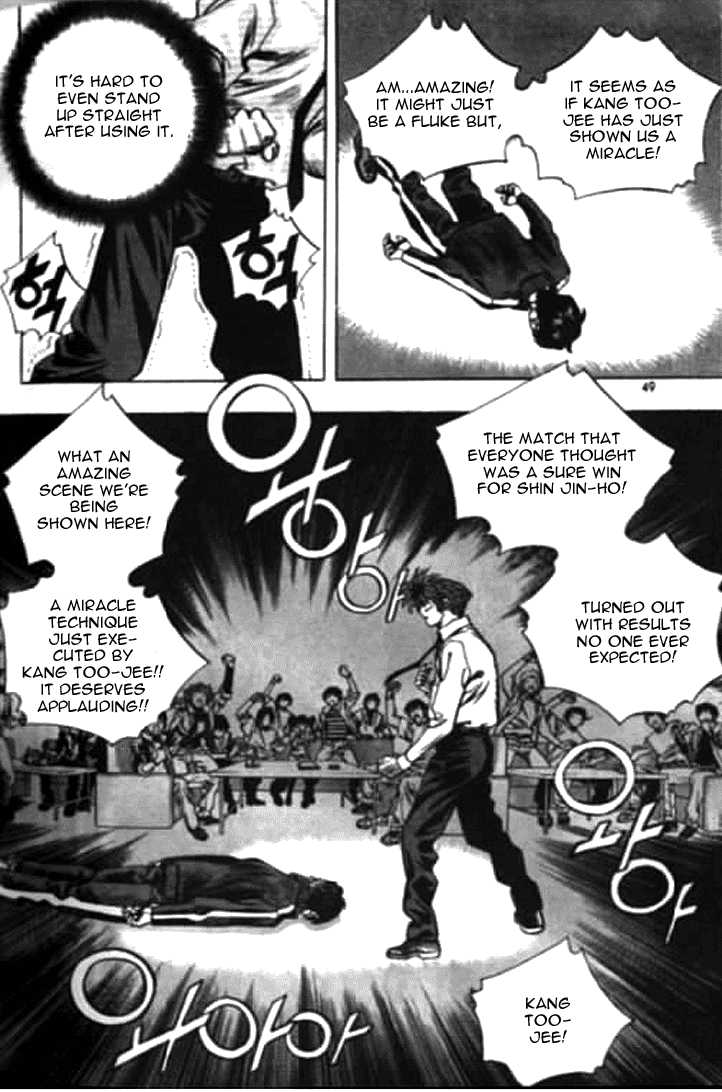 IT'S HARD TO
EVEN STAND
UP STRAIGHT
AFTER USING IT.
헉
헉
AM...AMAZING!
IT MIGHT JUST
BE A FLUKE BUT,
IT SEEMS AS
IF KANG TOO-
JEE HAS JUST
SHOWN US A
MIRACLE!
49
WHAT AN
AMAZING
SCENE WE'RE
BEING
SHOWN HERE!
A MIRACLE
TECHNIQUE
JUST EXE-
CUTED BY
KANG TOO-JEE!!
IT DESERVES
APPLAUDING!!
와아아
THE MATCH THAT
EVERYONE THOUGHT
WAS A SURE WIN
FOR SHIN JIN-HO!
TURNED OUT
WITH RESULTS
NO ONE EVER
EXPECTED!
와아
와아아아
KANG
TOO-
JEE!